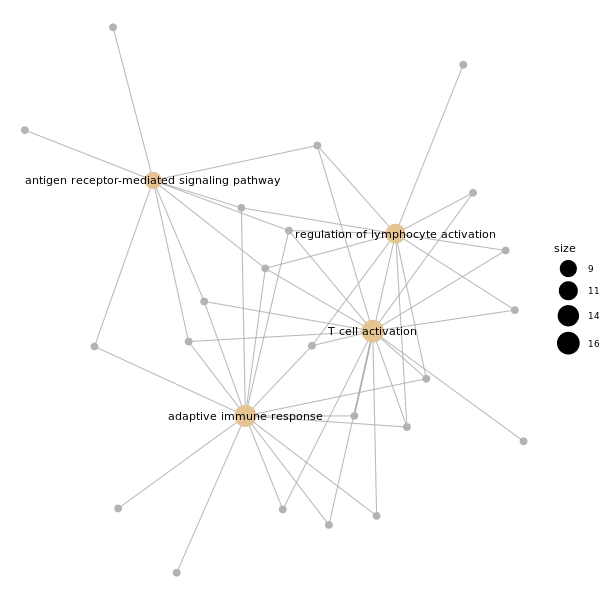 antigen receptor-mediated signaling pathway
regulation of lymphocyte activation
T cell activation
adaptive immune response
size
9
11
14
16